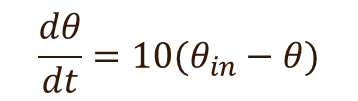 dθ/dt = 10(θ_in − θ)